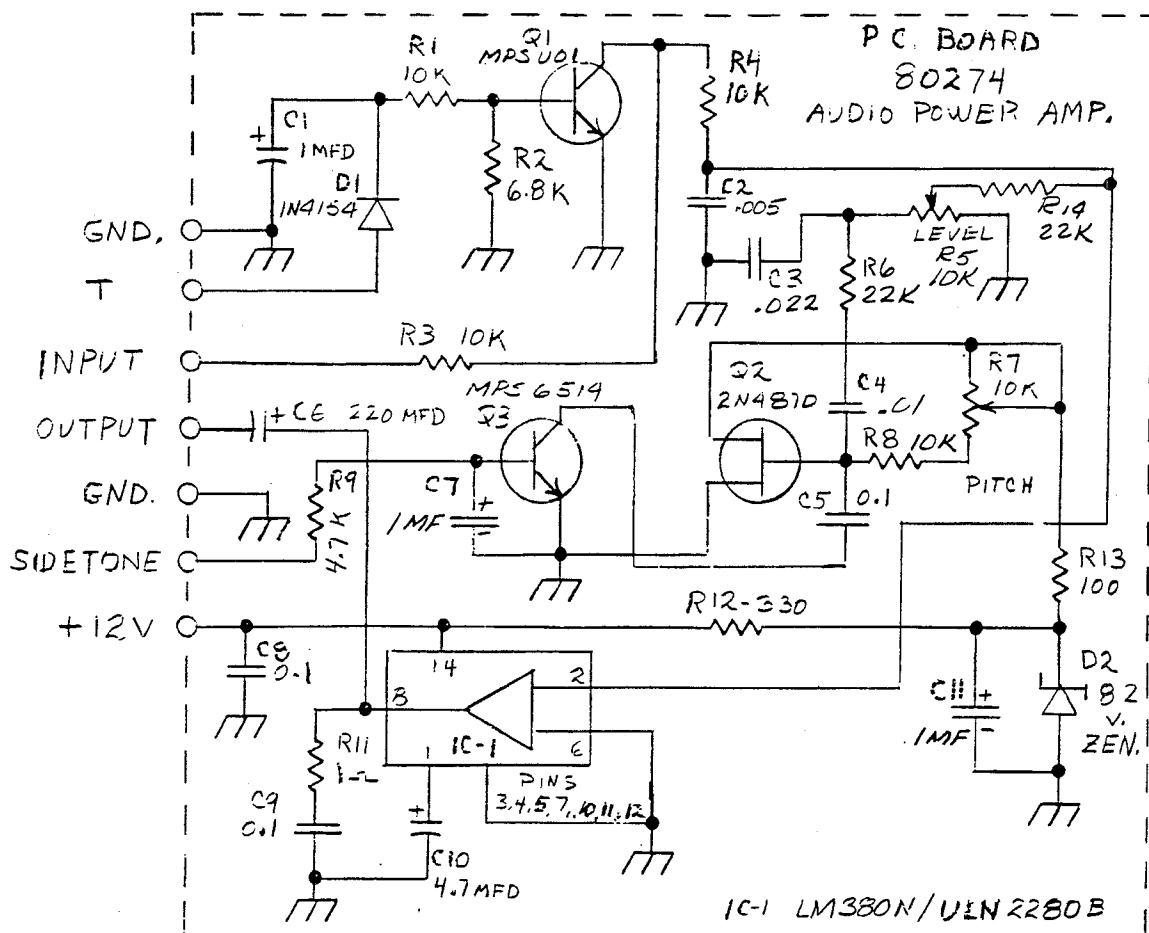 P.C. BOARD
80274
AUDIO POWER AMP.
Q1
MPSU01
R1
10K
R4
10K
C1
+
1MFD
R2
6.8K
D1
1N4154
C2
.005
R14
22K
LEVEL
R5
10K
GND.
T
C3
.022
R6
22K
INPUT
R3 10K
R7
10K
MPS6514
Q3
Q2
2N4870
C4
.01
OUTPUT
+ C6 220 MFD
R8 10K
PITCH
GND.
R9
4.7K
C7
+
1MF
-
C5 0.1
SIDETONE
R13
100
+12V
R12-330
C8
0.1
14
8
2
IC-1
1
6
R11
1Ω
C11
+
1MF
-
D2
8.2
V.
ZEN.
PINS
3,4,5,7,10,11,12
C9
0.1
+
C10
4.7MFD
IC-1 LM380N/ULN2280B